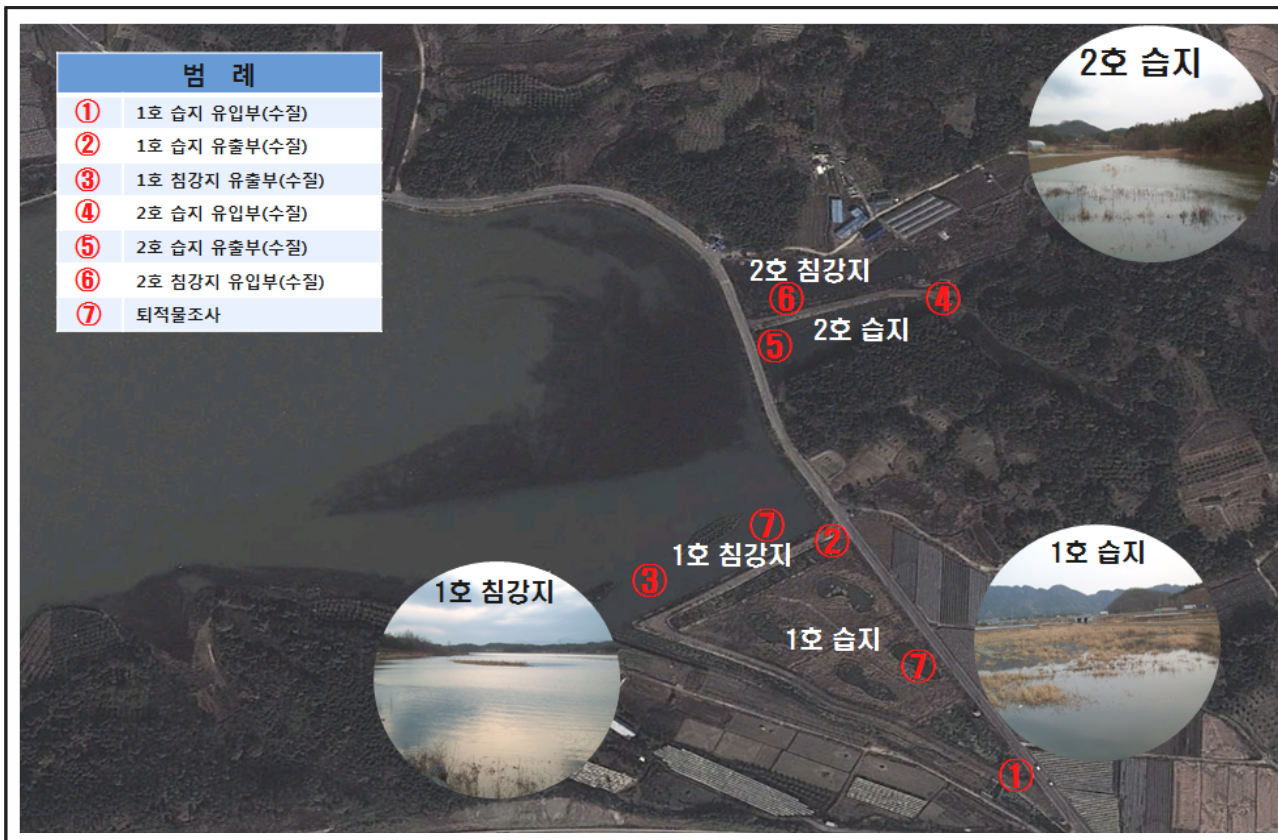 범 례
① 1호 습지 유입부(수질)
② 1호 습지 유출부(수질)
③ 1호 침강지 유출부(수질)
④ 2호 습지 유입부(수질)
⑤ 2호 습지 유출부(수질)
⑥ 2호 침강지 유입부(수질)
⑦ 퇴적물조사
2호 습지
2호 침강지
⑥
④
2호 습지
⑤
⑦
②
1호 침강지
③
1호 습지
1호 침강지
1호 습지
⑦
①